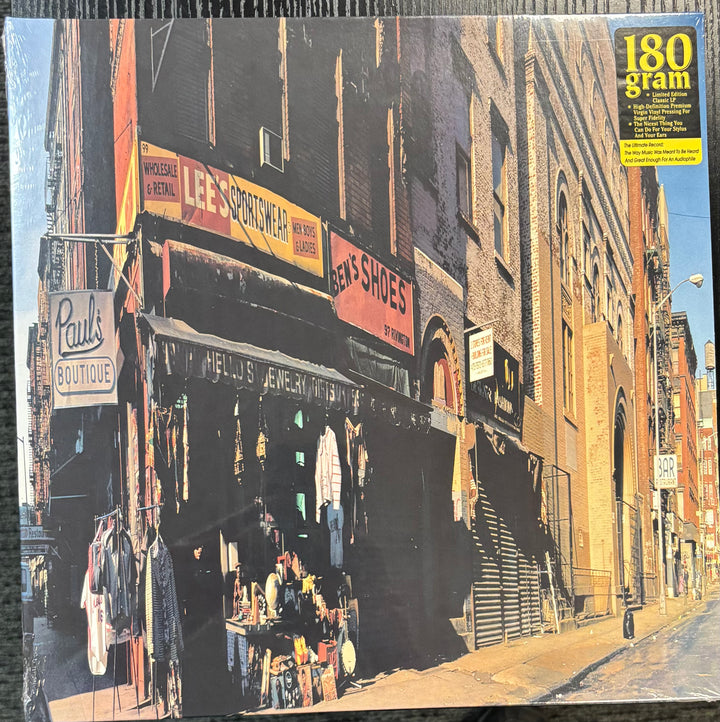 180
gram
• Limited Edition
Classic LP
• High Definition Premium
Virgin Vinyl Pressing For
Super Fidelity
• The Nicest Thing You
Can Do For Your Stylus
And Your Ears
The Ultimate Record:
The Way Music Was Meant To Be Heard
And Great Enough For An Audiophile
99
WHOLESALE
& RETAIL
LEE'S
SPORTSWEAR
MEN, BOYS
& LADIES
BEN'S SHOES
97 RIVINGTON
Paul's
BOUTIQUE
JEWELRY GIFTS
BAR